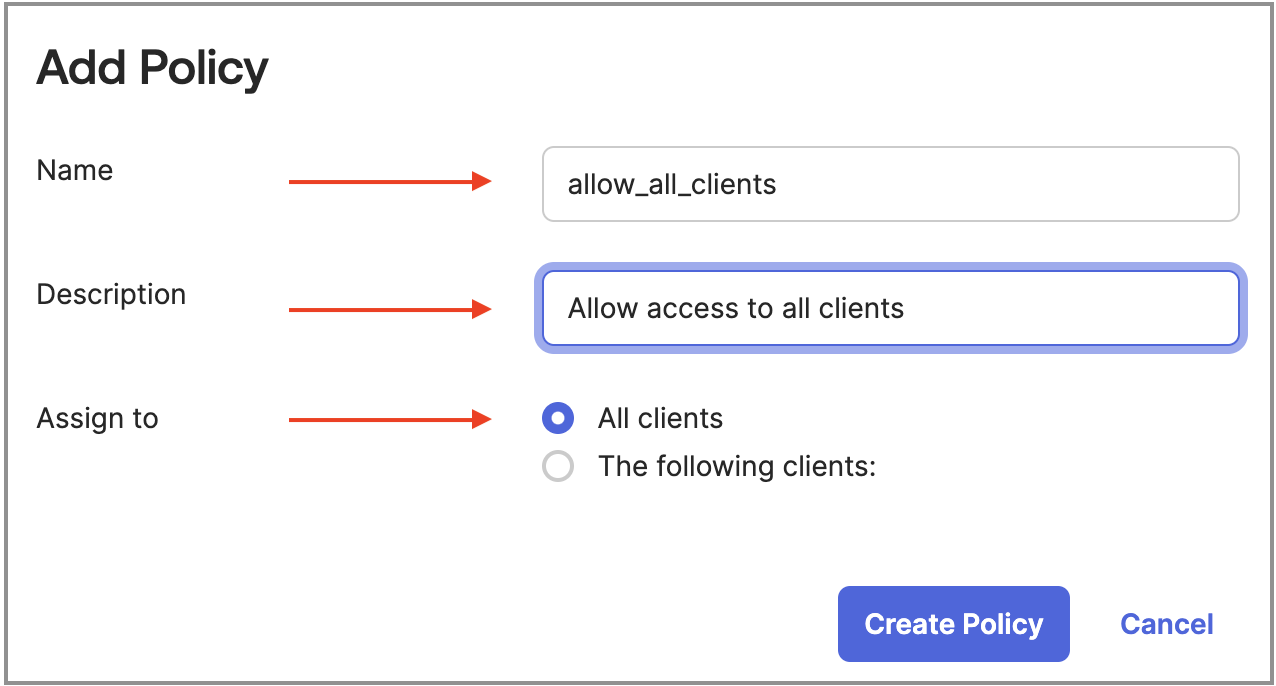 Add Policy
Name
allow_all_clients
Description
Allow access to all clients
Assign to
All clients
The following clients:
Create Policy
Cancel